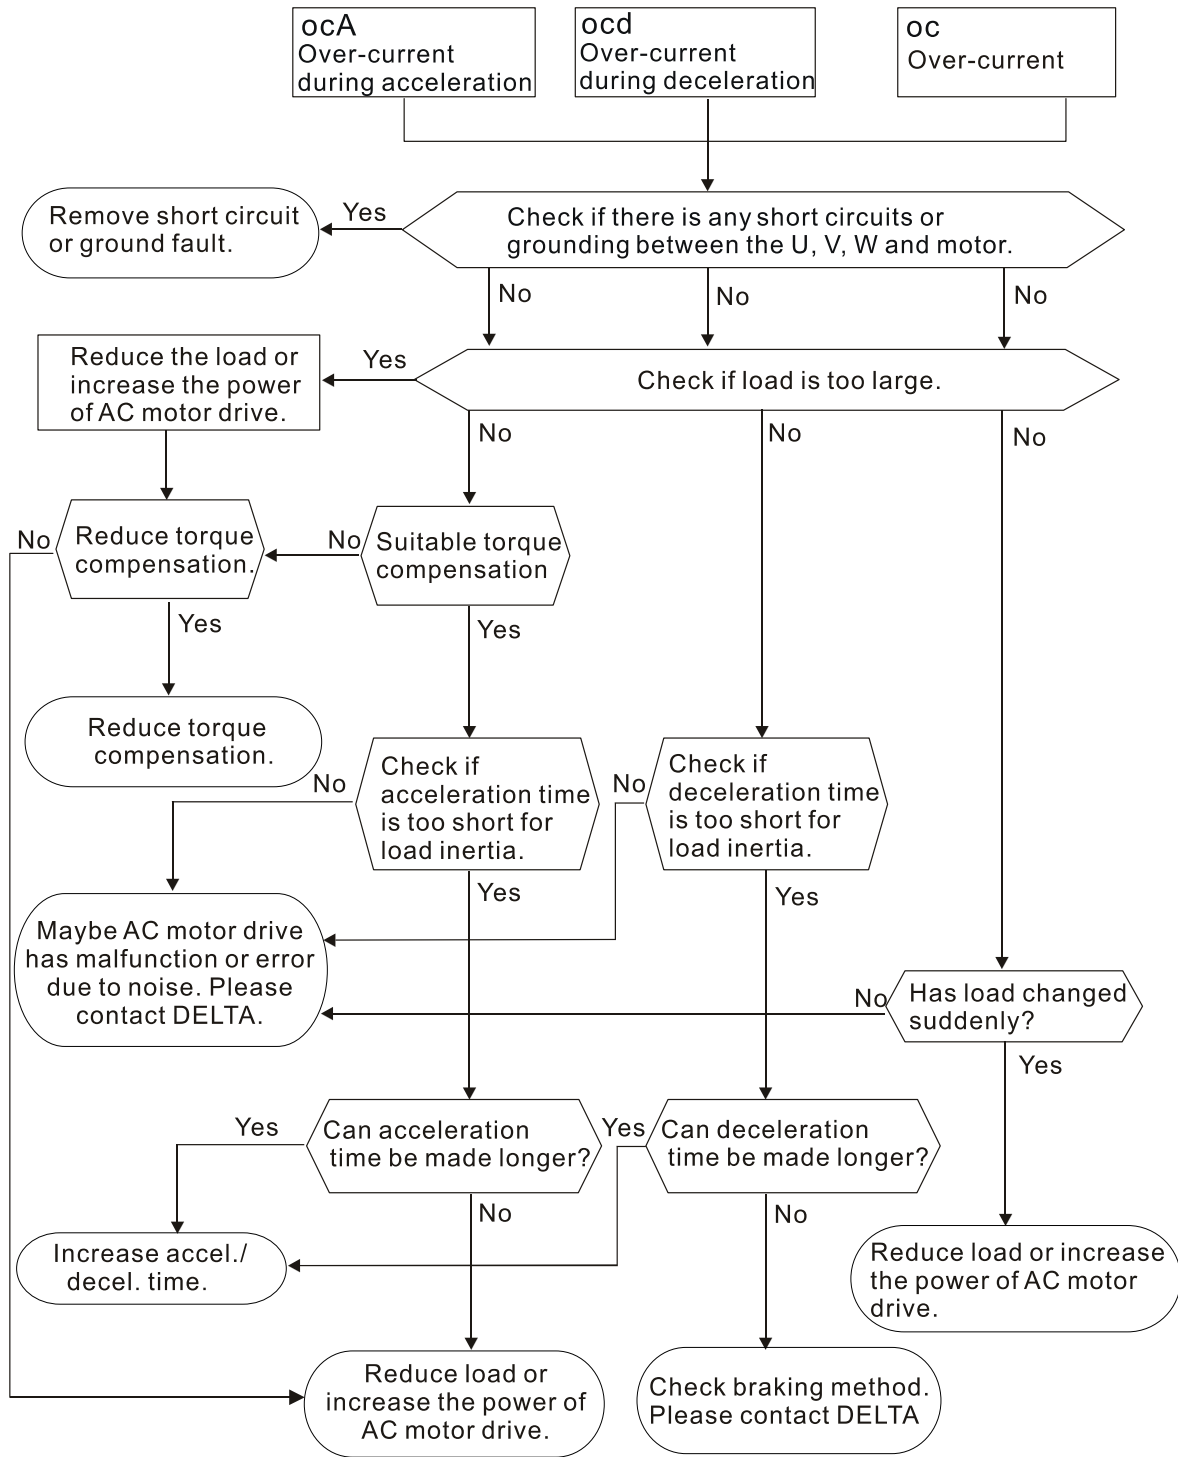 ocA
Over-current
during acceleration
ocd
Over-current
during deceleration
oc
Over-current
Remove short circuit
or ground fault.
Yes
Check if there is any short circuits or
grounding between the U, V, W and motor.
No
No
No
Reduce the load or
increase the power
of AC motor drive.
Yes
Check if load is too large.
No
No
No
No
Reduce torque
compensation.
No
Suitable torque
compensation
Yes
Yes
Reduce torque
compensation.
No
Check if
acceleration time
is too short for
load inertia.
No
Check if
deceleration time
is too short for
load inertia.
Yes
Yes
Maybe AC motor drive
has malfunction or error
due to noise. Please
contact DELTA.
No
Has load changed
suddenly?
Yes
Yes
Can acceleration
time be made longer?
Yes
Can deceleration
time be made longer?
No
No
Increase accel./
decel. time.
Reduce load or increase
the power of AC motor
drive.
Reduce load or
increase the power of
AC motor drive.
Check braking method.
Please contact DELTA